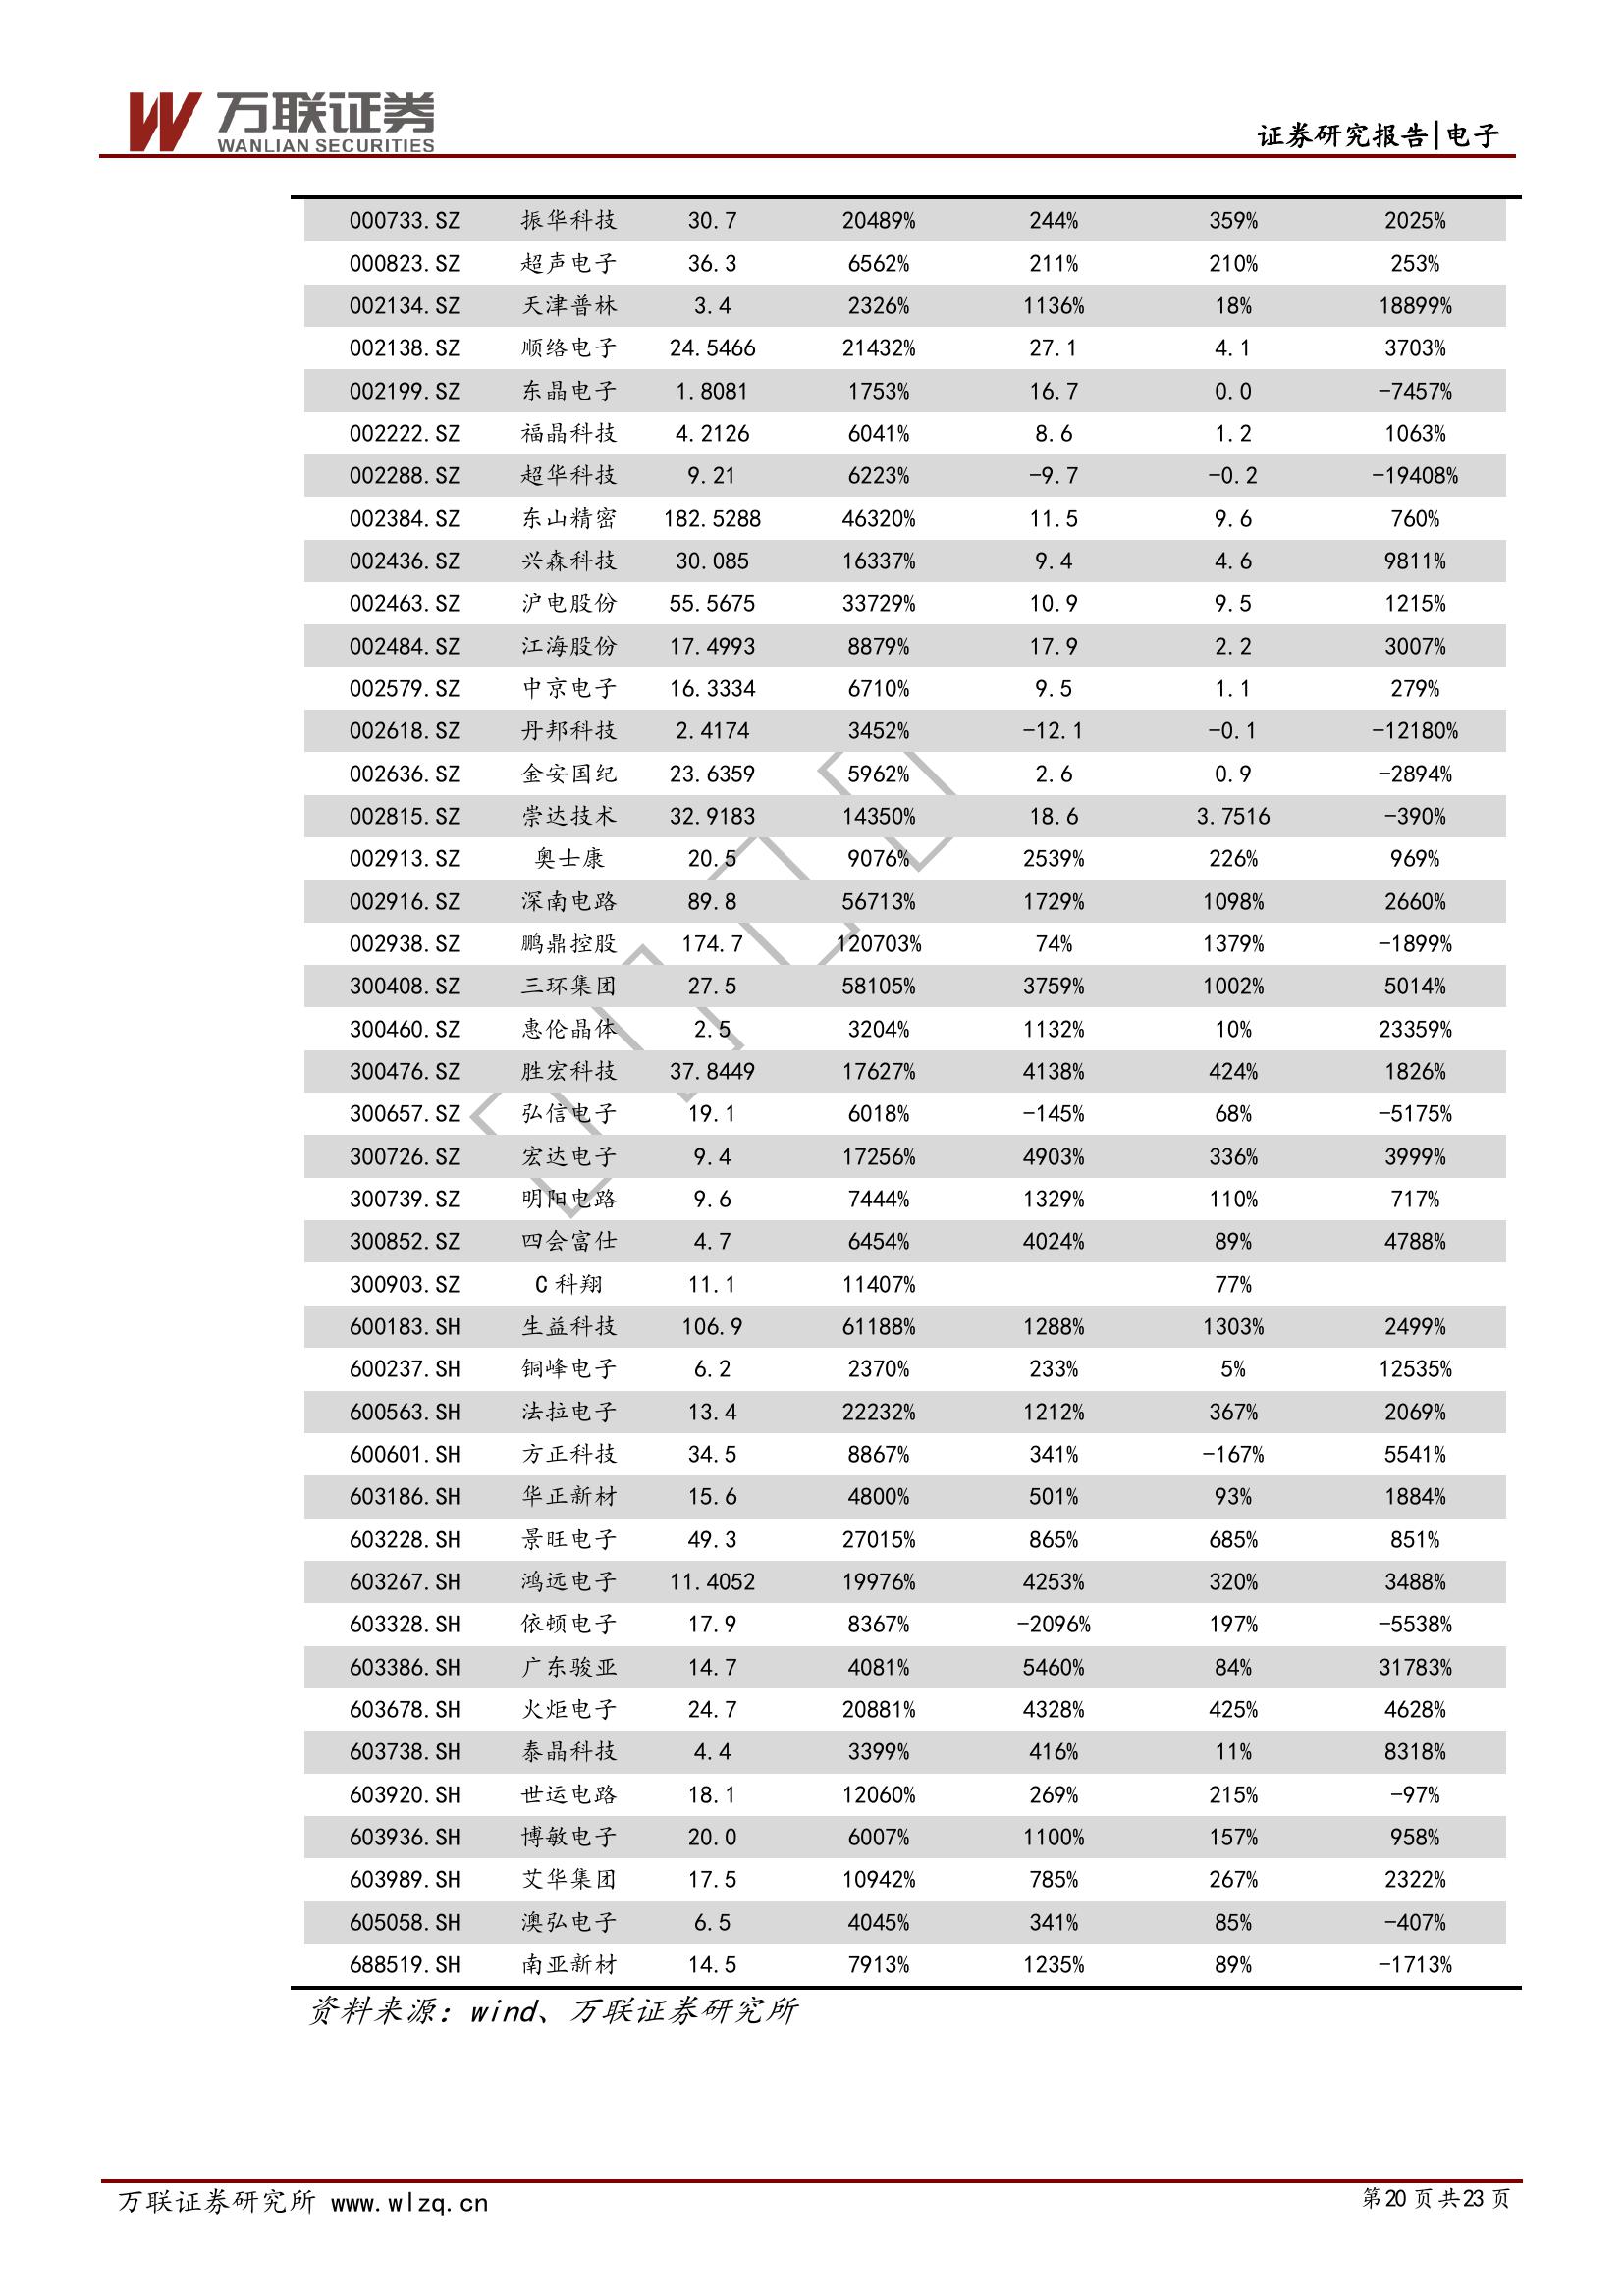 万联证券
WANLIAN SECURITIES
证券研究报告|电子
000733.SZ 振华科技 30.7 20489% 244% 359% 2025%
000823.SZ 超声电子 36.3 6562% 211% 210% 253%
002134.SZ 天津普林 3.4 2326% 1136% 18% 18899%
002138.SZ 顺络电子 24.5466 21432% 27.1 4.1 3703%
002199.SZ 东晶电子 1.8081 1753% 16.7 0.0 -7457%
002222.SZ 福晶科技 4.2126 6041% 8.6 1.2 1063%
002288.SZ 超华科技 9.21 6223% -9.7 -0.2 -19408%
002384.SZ 东山精密 182.5288 46320% 11.5 9.6 760%
002436.SZ 兴森科技 30.085 16337% 9.4 4.6 9811%
002463.SZ 沪电股份 55.5675 33729% 10.9 9.5 1215%
002484.SZ 江海股份 17.4993 8879% 17.9 2.2 3007%
002579.SZ 中京电子 16.3334 6710% 9.5 1.1 279%
002618.SZ 丹邦科技 2.4174 3452% -12.1 -0.1 -12180%
002636.SZ 金安国纪 23.6359 5962% 2.6 0.9 -2894%
002815.SZ 崇达技术 32.9183 14350% 18.6 3.7516 -390%
002913.SZ 奥士康 20.5 9076% 2539% 226% 969%
002916.SZ 深南电路 89.8 56713% 1729% 1098% 2660%
002938.SZ 鹏鼎控股 174.7 120703% 74% 1379% -1899%
300408.SZ 三环集团 27.5 58105% 3759% 1002% 5014%
300460.SZ 惠伦晶体 2.5 3204% 1132% 10% 23359%
300476.SZ 胜宏科技 37.8449 17627% 4138% 424% 1826%
300657.SZ 弘信电子 19.1 6018% -145% 68% -5175%
300726.SZ 宏达电子 9.4 17256% 4903% 336% 3999%
300739.SZ 明阳电路 9.6 7444% 1329% 110% 717%
300852.SZ 四会富仕 4.7 6454% 4024% 89% 4788%
300903.SZ C科翔 11.1 11407% 77%
600183.SH 生益科技 106.9 61188% 1288% 1303% 2499%
600237.SH 铜峰电子 6.2 2370% 233% 5% 12535%
600563.SH 法拉电子 13.4 22232% 1212% 367% 2069%
600601.SH 方正科技 34.5 8867% 341% -167% 5541%
603186.SH 华正新材 15.6 4800% 501% 93% 1884%
603228.SH 景旺电子 49.3 27015% 865% 685% 851%
603267.SH 鸿远电子 11.4052 19976% 4253% 320% 3488%
603328.SH 依顿电子 17.9 8367% -2096% 197% -5538%
603386.SH 广东骏亚 14.7 4081% 5460% 84% 31783%
603678.SH 火炬电子 24.7 20881% 4328% 425% 4628%
603738.SH 泰晶科技 4.4 3399% 416% 11% 8318%
603920.SH 世运电路 18.1 12060% 269% 215% -97%
603936.SH 博敏电子 20.0 6007% 1100% 157% 958%
603989.SH 艾华集团 17.5 10942% 785% 267% 2322%
605058.SH 澳弘电子 6.5 4045% 341% 85% -407%
688519.SH 南亚新材 14.5 7913% 1235% 89% -1713%
资料来源：wind、万联证券研究所
万联证券研究所 www.wlzq.cn 第20页共23页